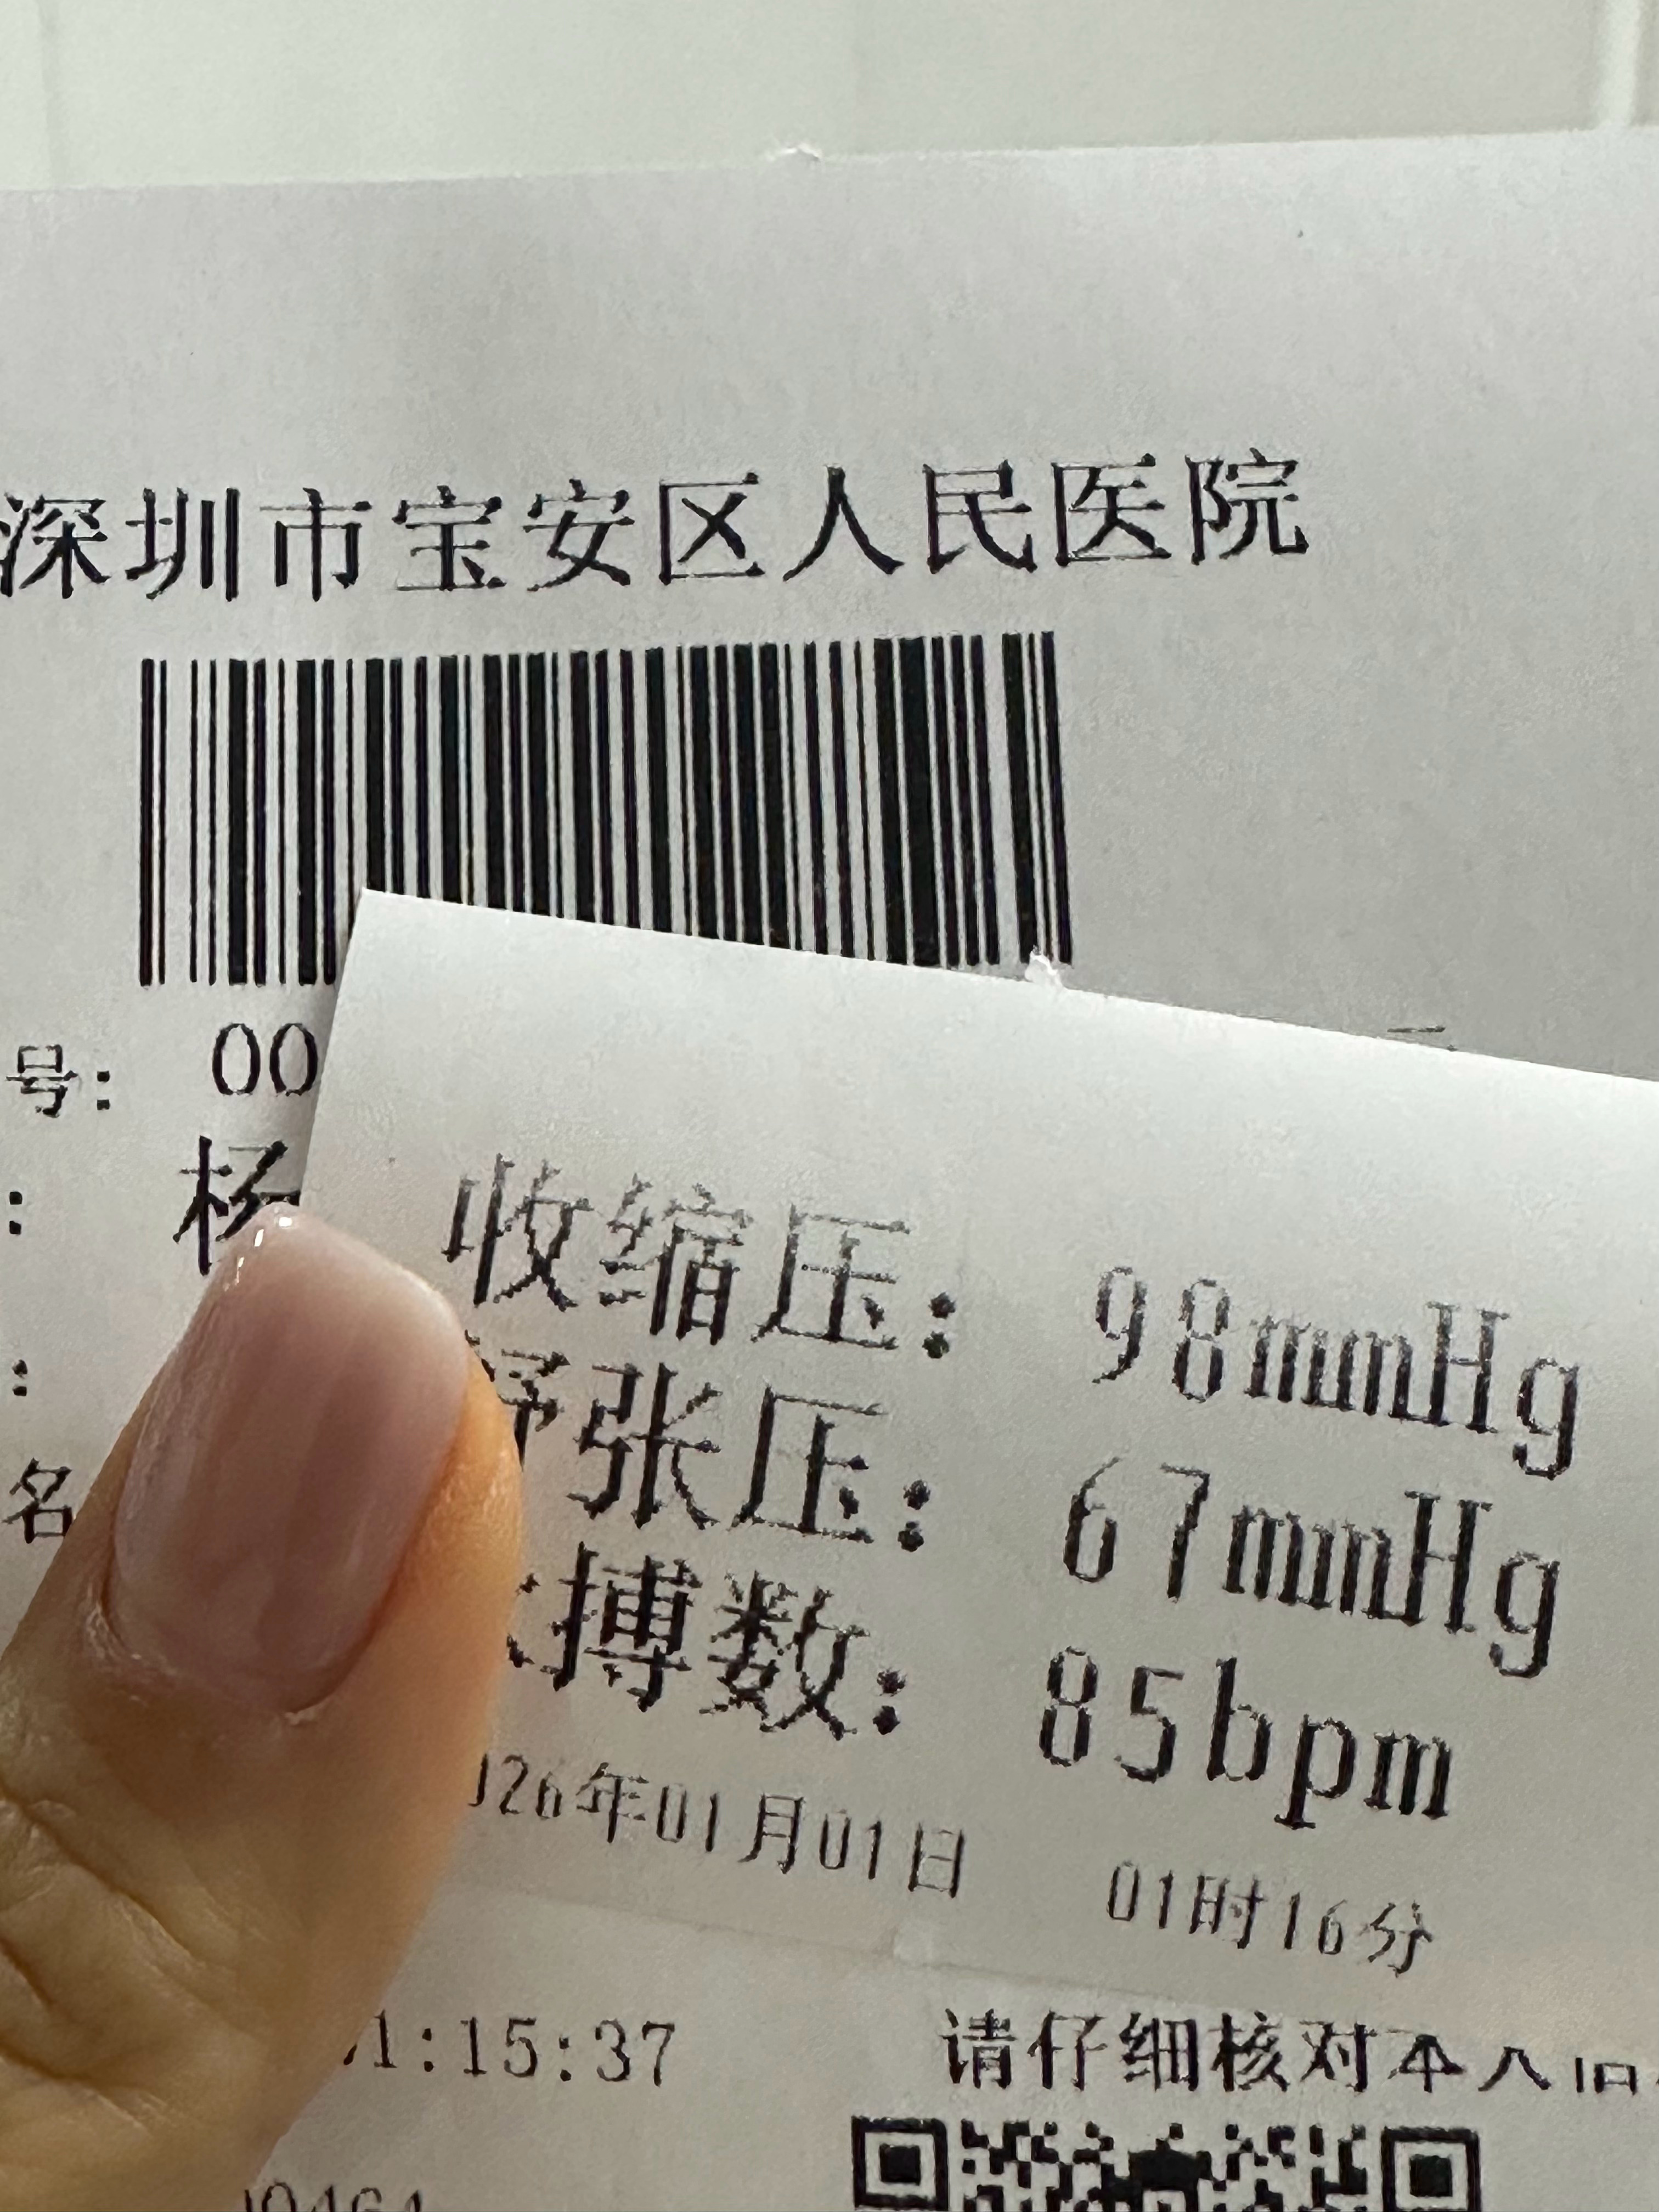 深圳市宝安区人民医院
号: 00
: 杨
:
名
收缩压: 98mmHg
舒张压: 67mmHg
搏数: 85bpm
026年01月01日 01时16分
1:15:37
请仔细核对本人